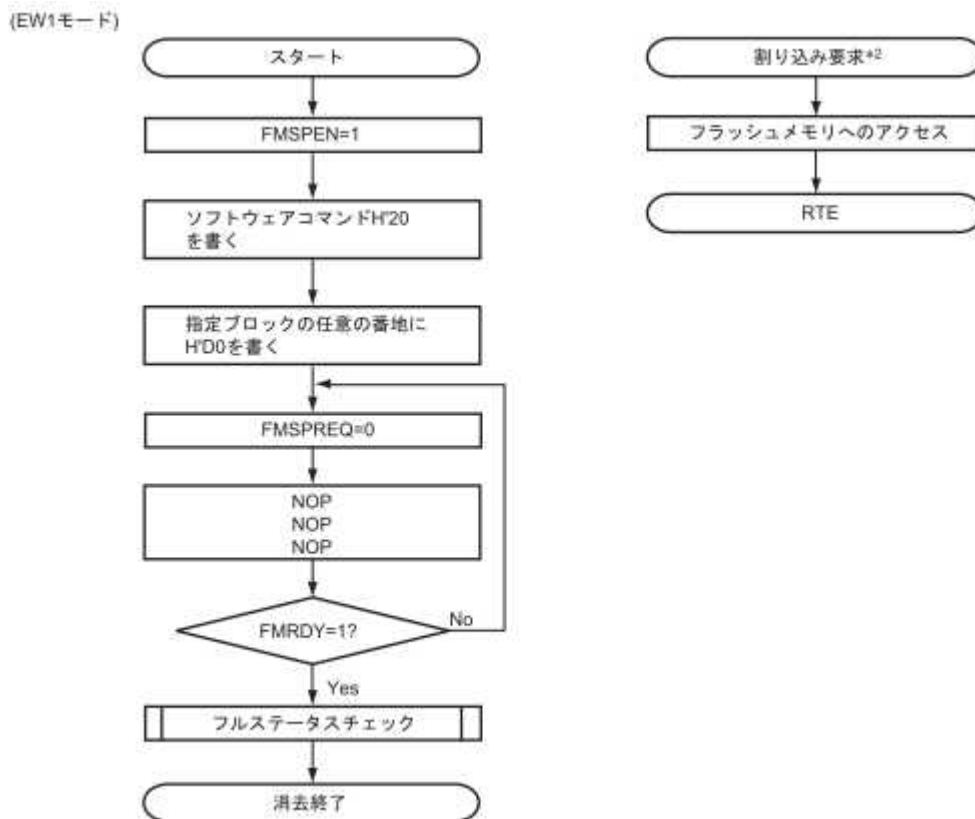 (EW1モード)
スタート
FMSPEN=1
ソフトウェアコマンドH'20
を書く
指定ブロックの任意の番地に
H'D0を書く
FMSPREQ=0
NOP
NOP
NOP
FMRDY=1?
No
Yes
フルステータスチェック
消去終了
割り込み要求*2
フラッシュメモリへのアクセス
RTE